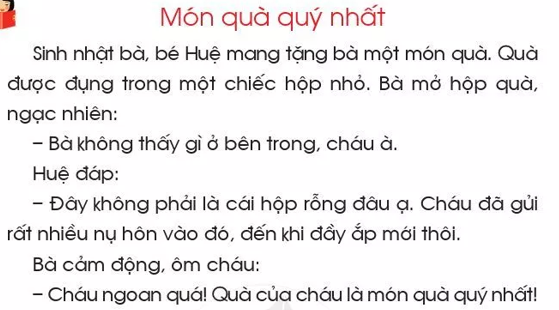 Món quà quý nhất
Sinh nhật bà, bé Huệ mang tặng bà một món quà. Quà
được đựng trong một chiếc hộp nhỏ. Bà mở hộp quà,
ngạc nhiên:
– Bà không thấy gì ở bên trong, cháu à.
Huệ đáp:
– Đây không phải là cái hộp rỗng đâu ạ. Cháu đã gửi
rất nhiều nụ hôn vào đó, đến khi đầy ắp mới thôi.
Bà cảm động, ôm cháu:
– Cháu ngoan quá! Quà của cháu là món quà quý nhất!